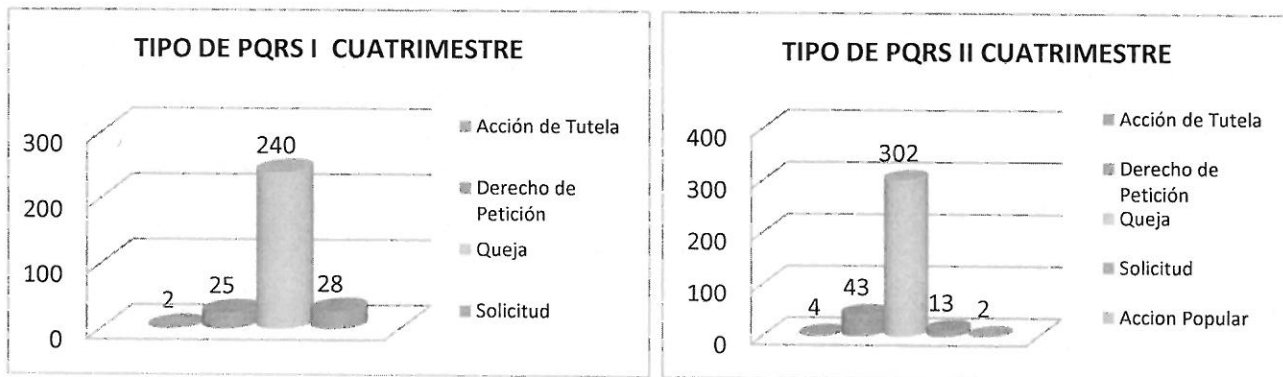 TIPO DE PQRS I CUATRIMESTRE
300
200
100
0
2
25
240
28
Acción de Tutela
Derecho de
Petición
Queja
Solicitud
TIPO DE PQRS II CUATRIMESTRE
400
300
200
100
0
4
43
302
13
2
Acción de Tutela
Derecho de
Petición
Queja
Solicitud
Accion Popular